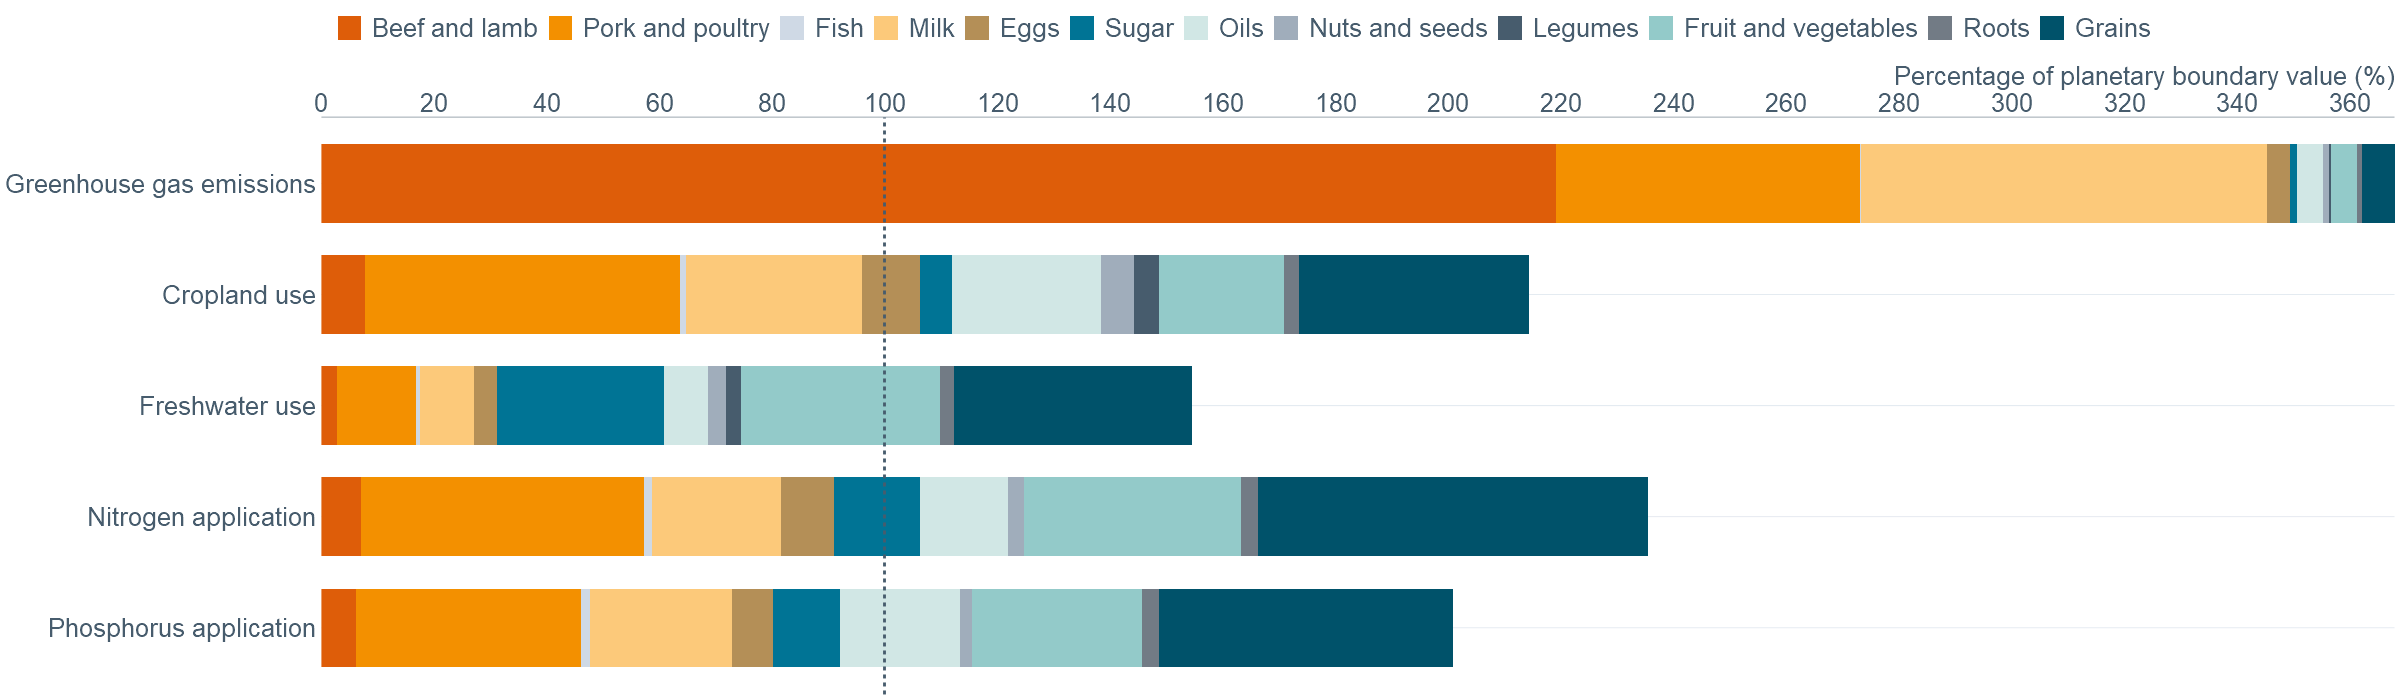 Beef and lamb Pork and poultry Fish Milk Eggs Sugar Oils Nuts and seeds Legumes Fruit and vegetables Roots Grains
Percentage of planetary boundary value (%)
0 20 40 60 80 100 120 140 160 180 200 220 240 260 280 300 320 340 360
Greenhouse gas emissions
Cropland use
Freshwater use
Nitrogen application
Phosphorus application